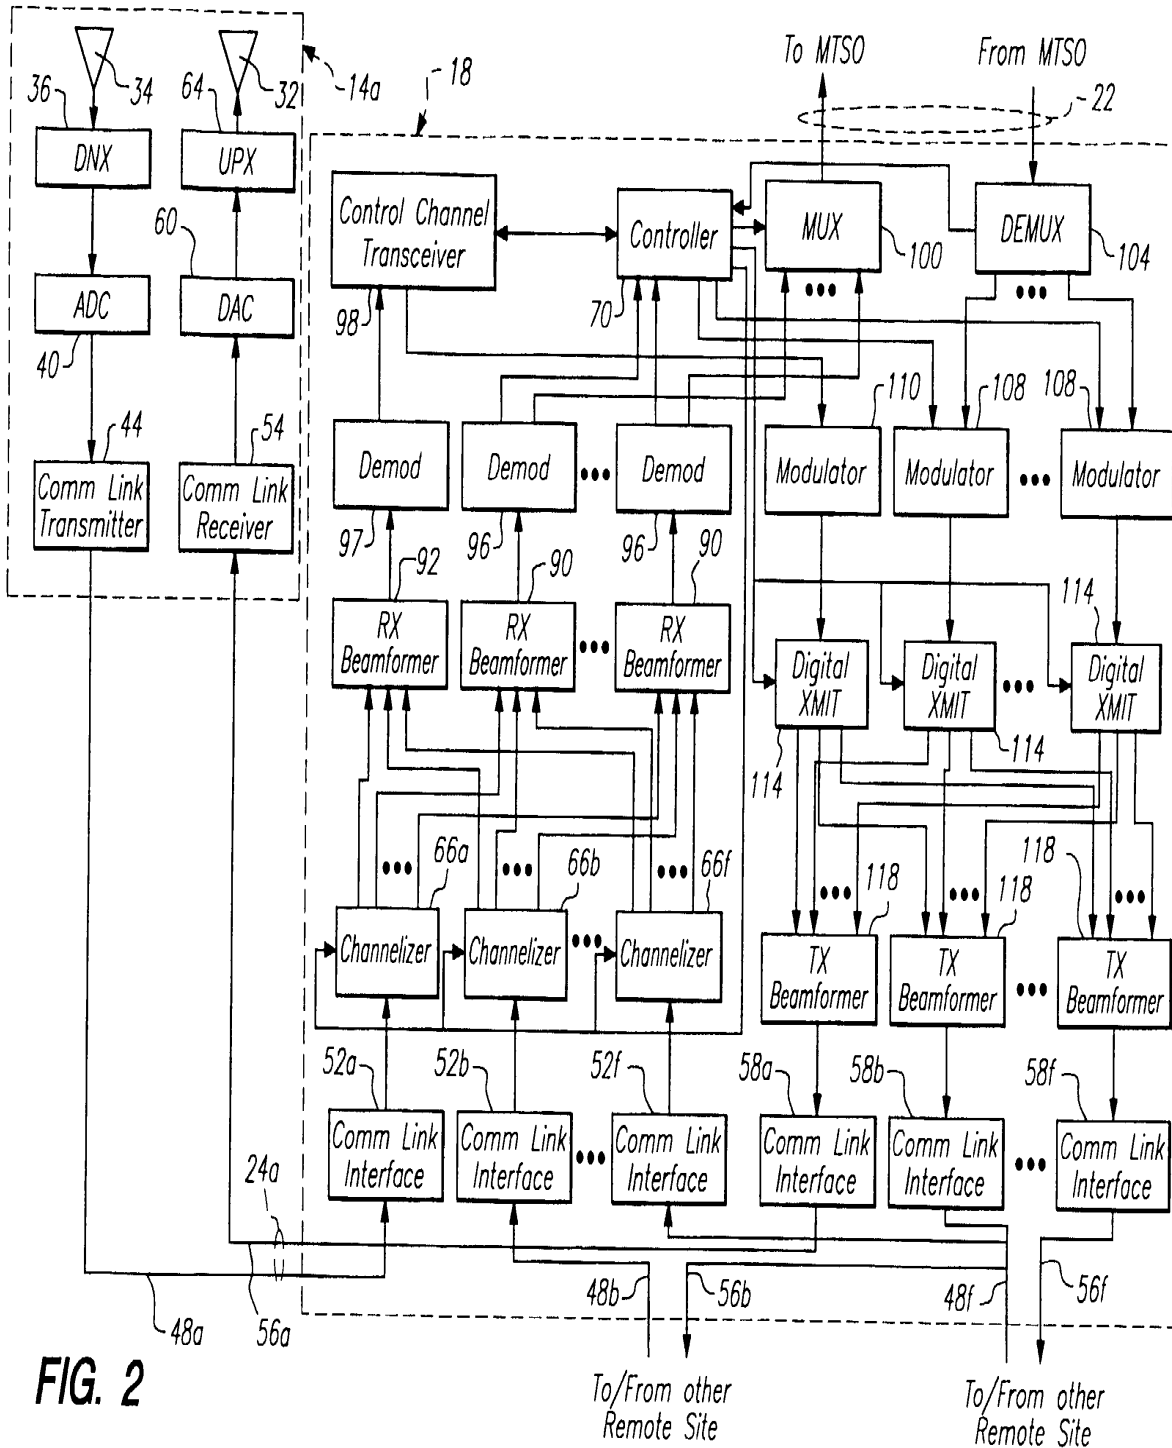 To MTSO
From MTSO
34
32
14a
18
22
36
64
DNX
UPX
Control Channel
Transceiver
Controller
MUX
DEMUX
100
104
60
98
70
ADC
DAC
40
44
54
110
108
108
Comm Link
Transmitter
Comm Link
Receiver
Demod
Demod
Demod
Modulator
Modulator
Modulator
97
96
96
92
90
90
114
RX
Beamformer
RX
Beamformer
RX
Beamformer
Digital
XMIT
Digital
XMIT
Digital
XMIT
114
114
66a
66b
66f
118
118
118
Channelizer
Channelizer
Channelizer
TX
Beamformer
TX
Beamformer
TX
Beamformer
52a
52b
52f
58a
58b
58f
Comm Link
Interface
Comm Link
Interface
Comm Link
Interface
Comm Link
Interface
Comm Link
Interface
Comm Link
Interface
24a
48a
56a
48b
56b
48f
56f
FIG. 2
To/From other
Remote Site
To/From other
Remote Site